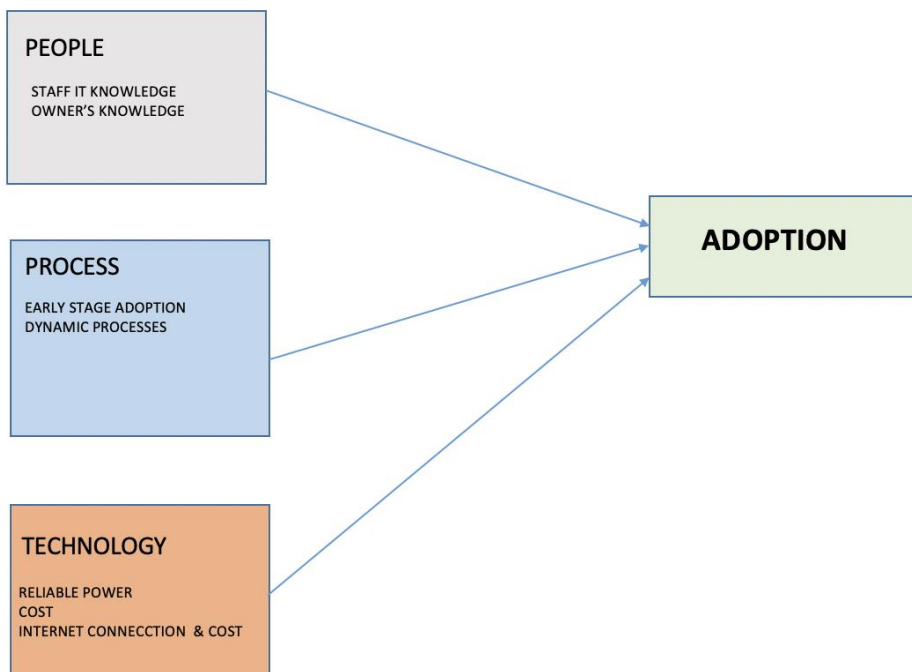 PEOPLE
STAFF IT KNOWLEDGE
OWNER'S KNOWLEDGE
PROCESS
EARLY STAGE ADOPTION
DYNAMIC PROCESSES
ADOPTION
TECHNOLOGY
RELIABLE POWER
COST
INTERNET CONNECCTION & COST